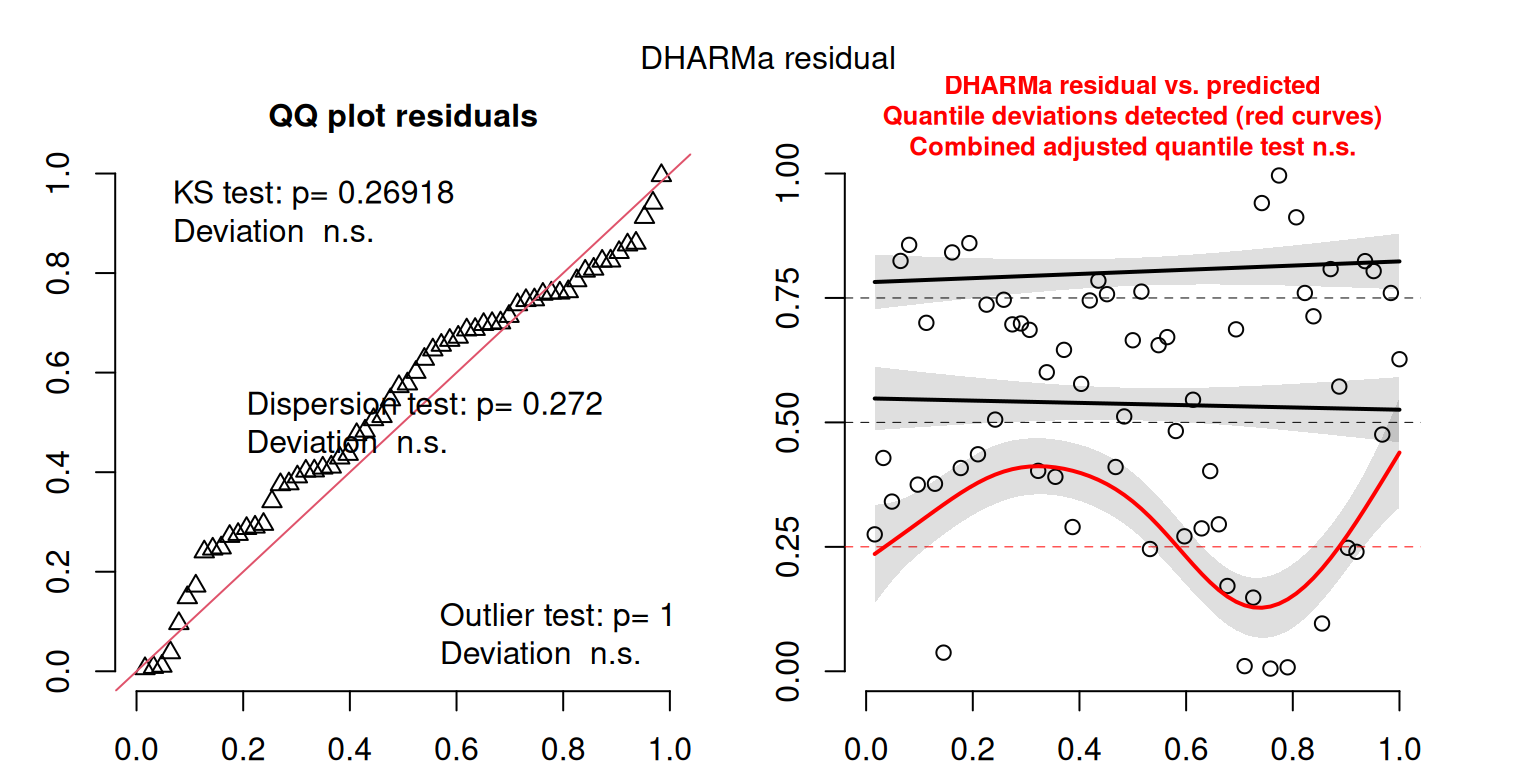 DHARMa residual
QQ plot residuals
1.0
0.8
0.6
0.4
0.2
0.0
KS test: p= 0.26918
Deviation  n.s.
Dispersion test: p= 0.272
Deviation  n.s.
Outlier test: p= 1
Deviation  n.s.
0.0 0.2 0.4 0.6 0.8 1.0
DHARMa residual vs. predicted
Quantile deviations detected (red curves)
Combined adjusted quantile test n.s.
1.00
0.75
0.50
0.25
0.00
0.0 0.2 0.4 0.6 0.8 1.0